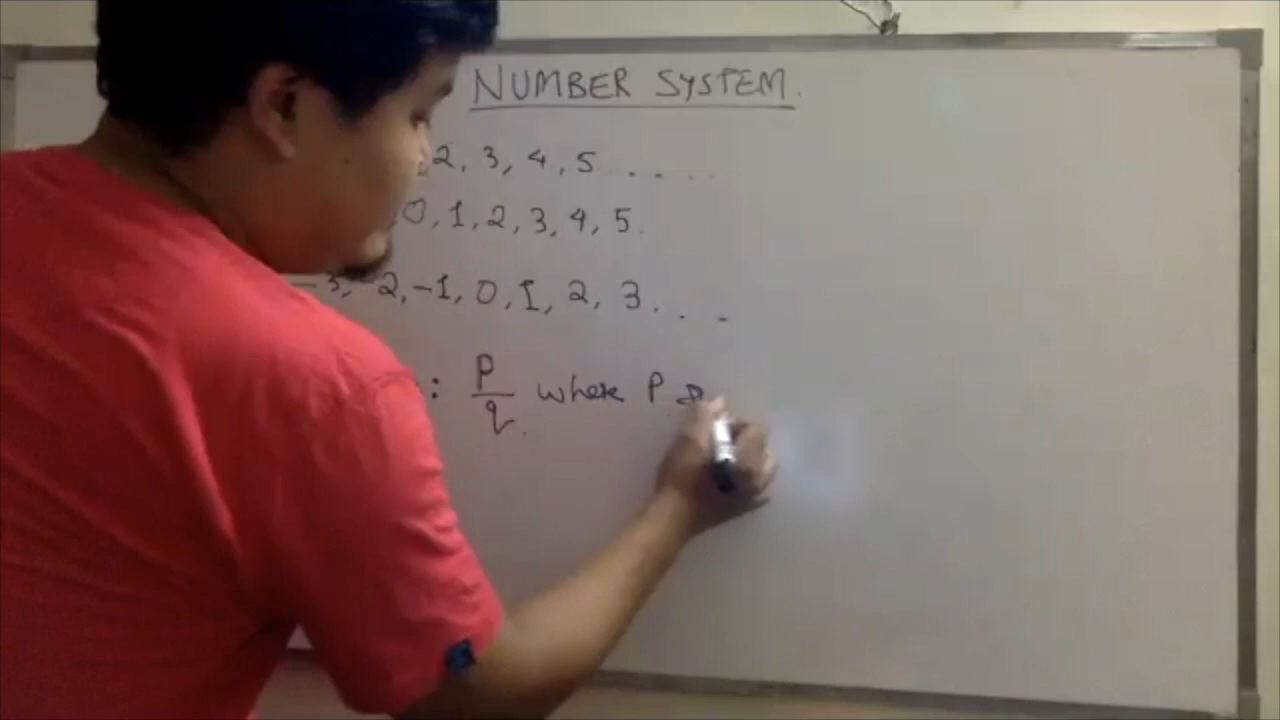 NUMBER SYSTEM.
2, 3, 4, 5......
0, 1, 2, 3, 4, 5.
-3, -2, -1, 0, 1, 2, 3....
: P/q where P &